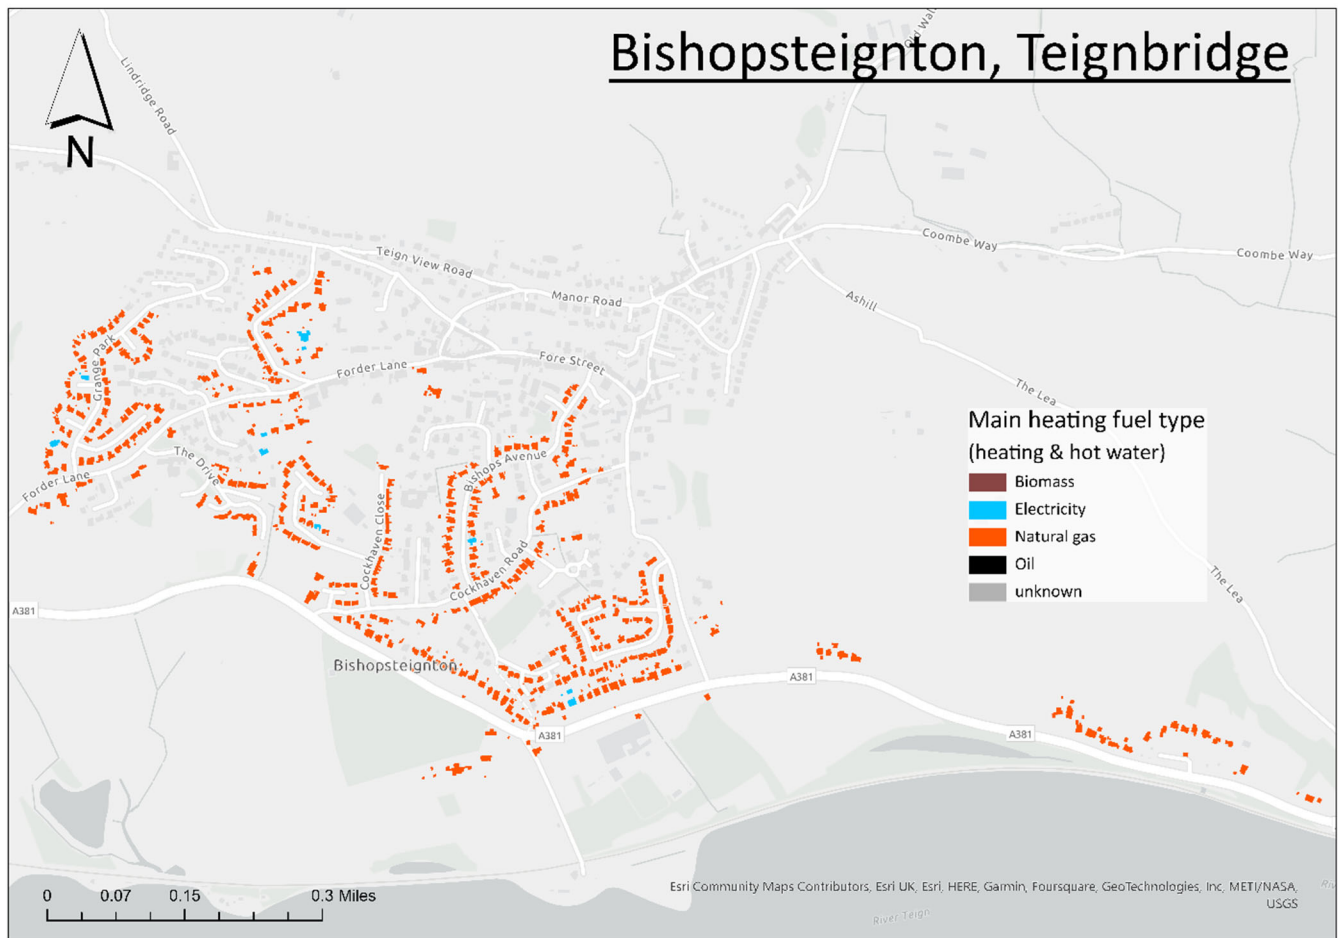 Bishopsteignton, Teignbridge
N
Lindridge Road
Old Wal
Teign View Road
Coombe Way
Coombe Way
Manor Road
Ashill
Grange Park
Forder Lane
Fore Street
The Lea
Main heating fuel type
(heating & hot water)
Biomass
Electricity
Natural gas
Oil
unknown
The Drive
Bishops Avenue
Forder Lane
Cockhaven Close
Cockhaven Road
The Lea
A381
Bishopsteignton
A381
A381
A381
0 0.07 0.15 0.3 Miles
Esri Community Maps Contributors, Esri UK, Esri, HERE, Garmin, Foursquare, GeoTechnologies, Inc, METI/NASA,
USGS
River Teign
Riv